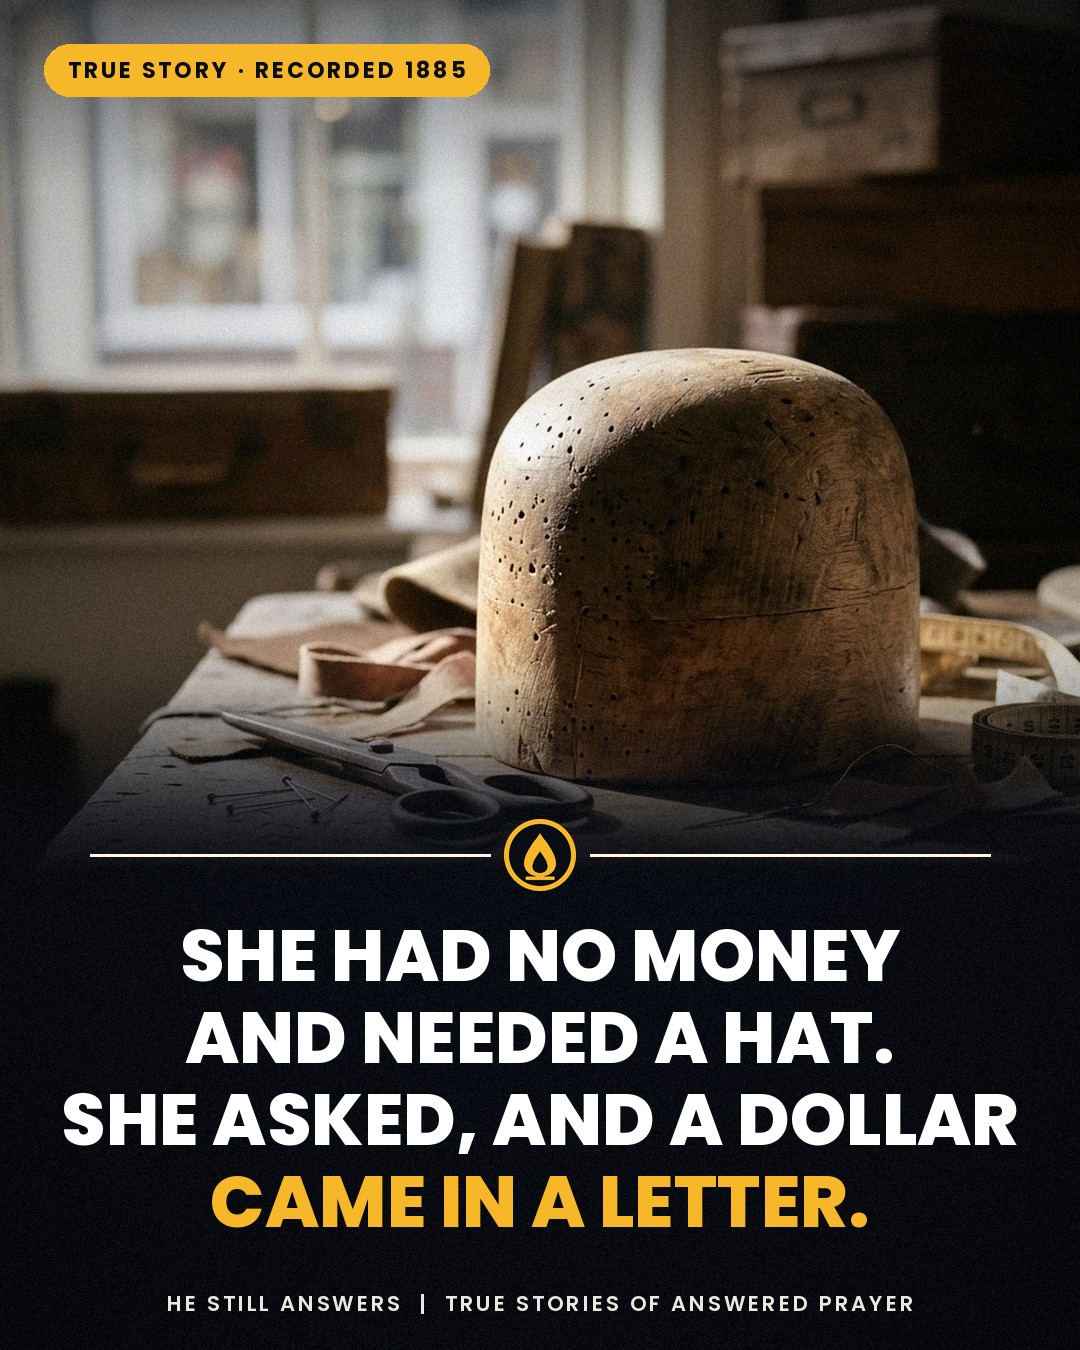 TRUE STORY · RECORDED 1885
SHE HAD NO MONEY
AND NEEDED A HAT.
SHE ASKED, AND A DOLLAR
CAME IN A LETTER.
HE STILL ANSWERS | TRUE STORIES OF ANSWERED PRAYER